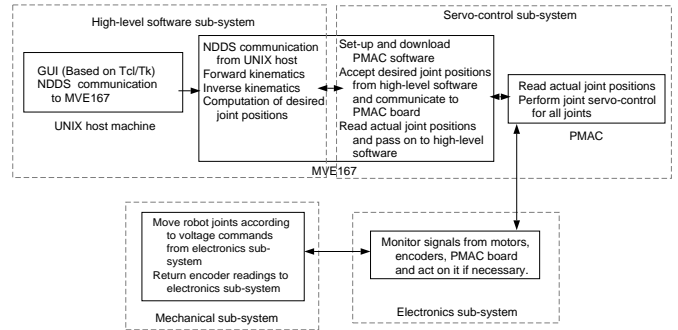 High-level software sub-system
Servo-control sub-system
GUI (Based on Tcl/Tk)
NDDS communication
to MVE167
UNIX host machine
NDDS communication
from UNIX host
Forward kinematics
Inverse kinematics
Computation of desired
joint positions
Set-up and download
PMAC software
Accept desired joint positions
from high-level software
and communicate to
PMAC board
Read actual joint positions
and pass on to high-level
software
MVE167
Read actual joint positions
Perform joint servo-control
for all joints
PMAC
Move robot joints according
to voltage commands
from electronics sub-
system
Return encoder readings to
electronics sub-system
Mechanical sub-system
Monitor signals from motors,
encoders, PMAC board
and act on it if necessary.
Electronics sub-system